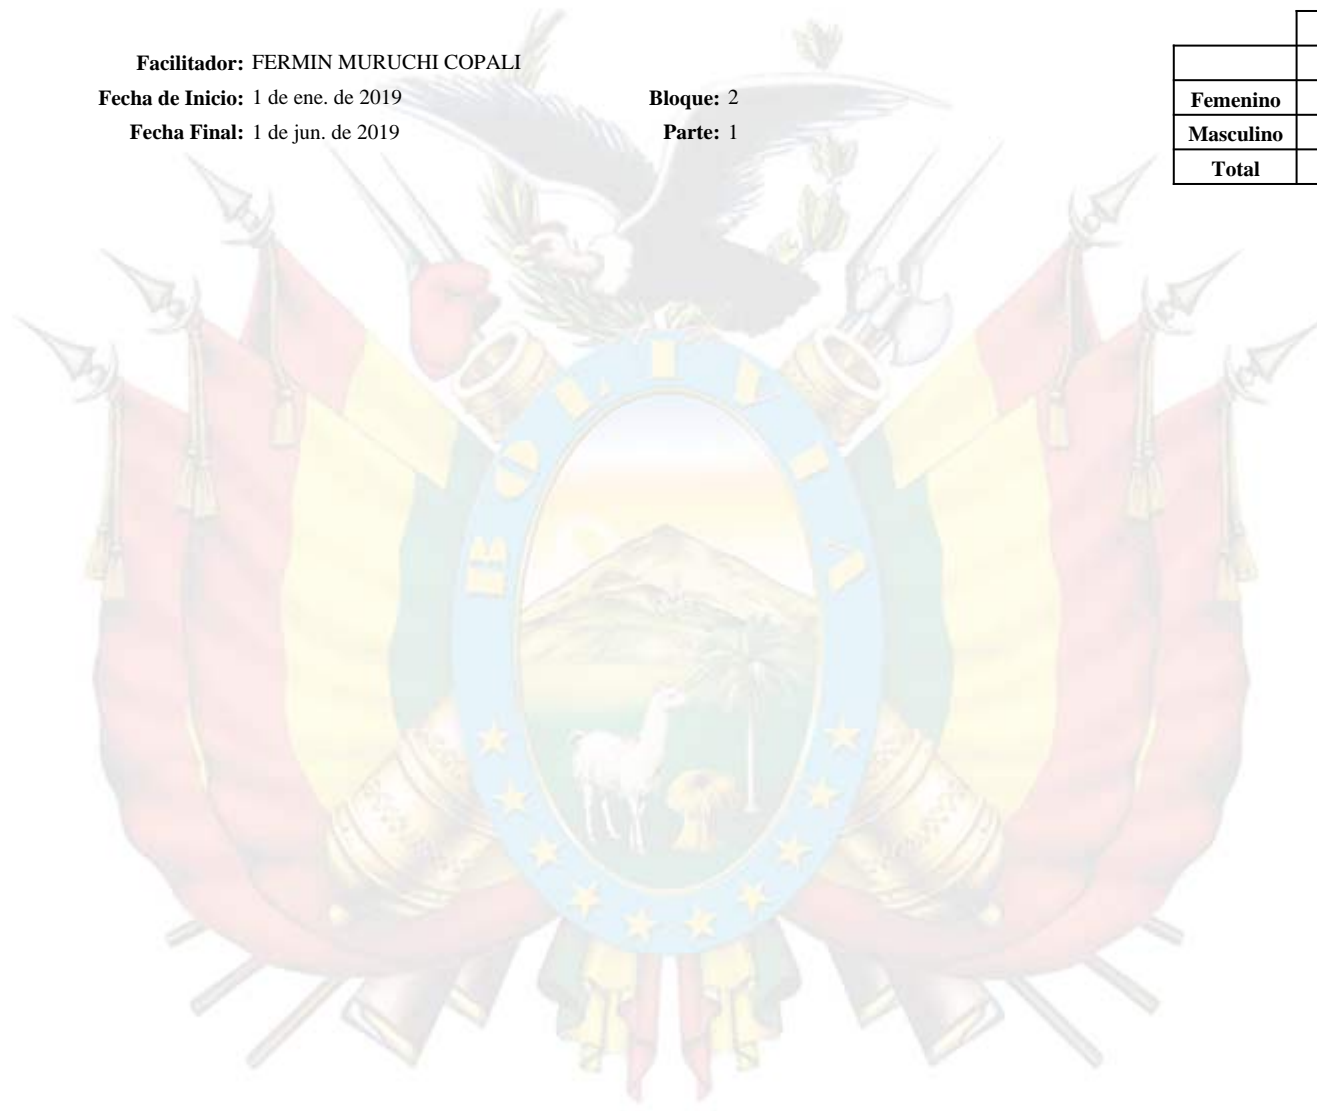 Facilitador: FERMIN MURUCHI COPALI
Fecha de Inicio: 1 de ene. de 2019 Bloque: 2
Fecha Final: 1 de jun. de 2019 Parte: 1
Femenino
Masculino
Total
BOLIVIA